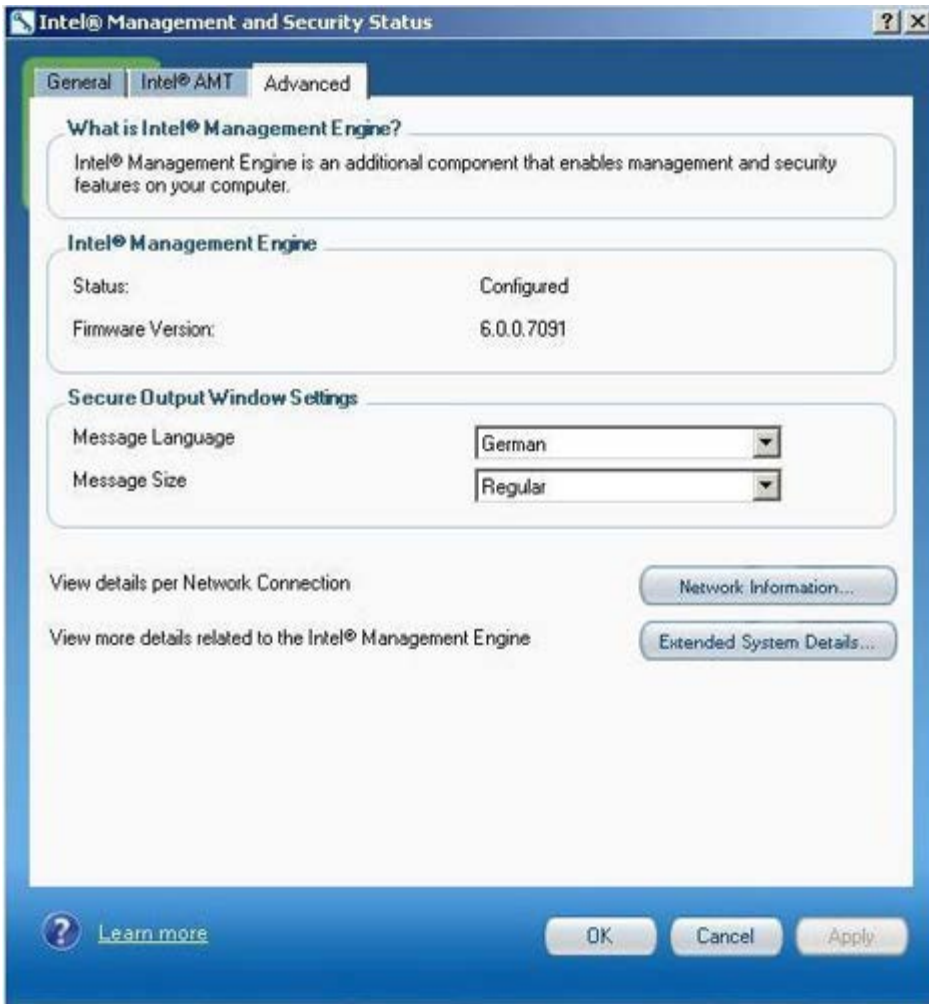 Intel® Management and Security Status
General
Intel® AMT
Advanced
What is Intel® Management Engine?
Intel® Management Engine is an additional component that enables management and security
features on your computer.
Intel® Management Engine
Status: Configured
Firmware Version: 6.0.0.7091
Secure Output Window Settings
Message Language German
Message Size Regular
View details per Network Connection Network Information...
View more details related to the Intel® Management Engine Extended System Details...
? Learn more
OK Cancel Apply